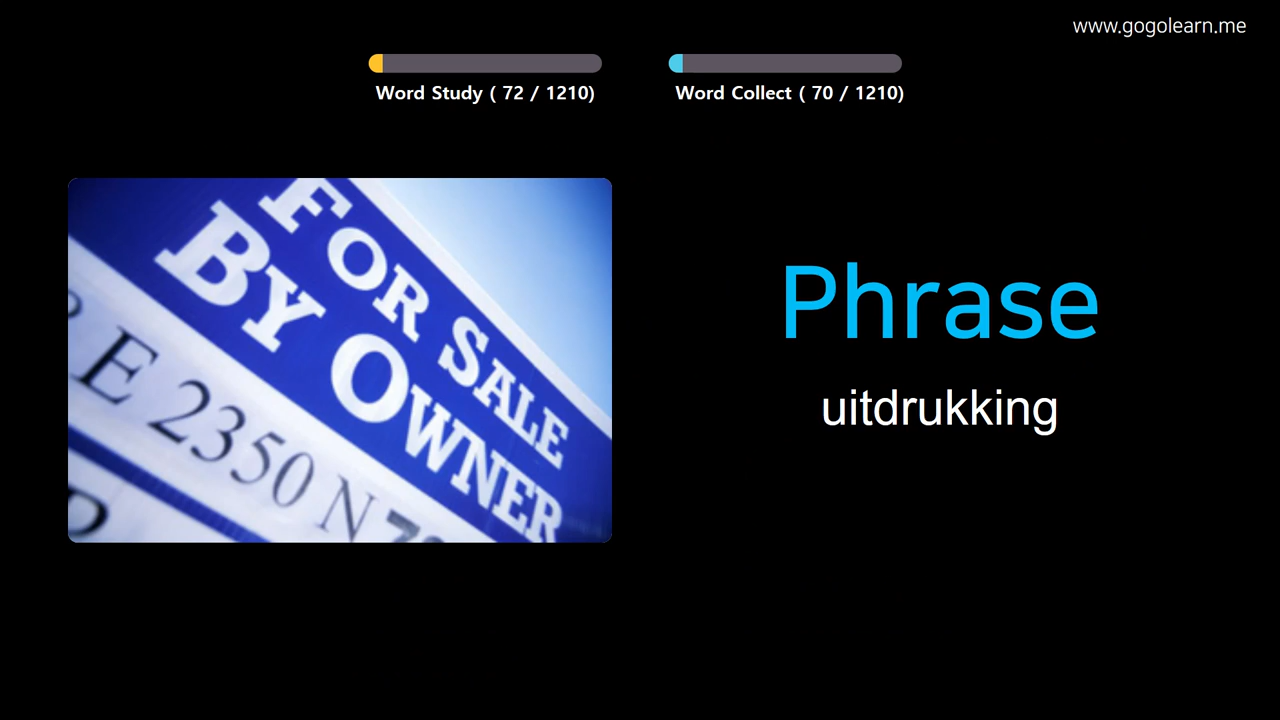 www.gogolearn.me
Word Study ( 72 / 1210)
Word Collect ( 70 / 1210)
FOR SALE
BY OWNER
E 2350 N
Phrase
uitdrukking